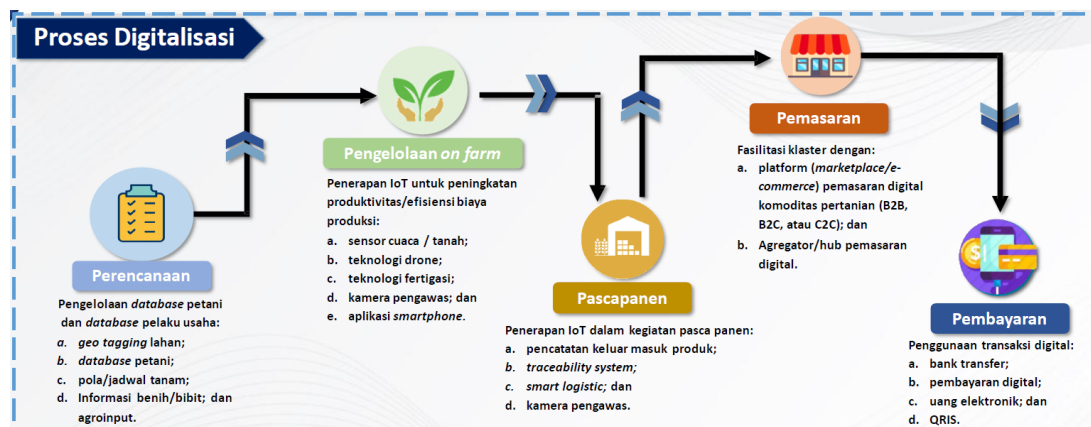 Proses Digitalisasi
Perencanaan
Pengelolaan database petani
dan database pelaku usaha:
a. geo tagging lahan;
b. database petani;
c. pola/jadwal tanam;
d. Informasi benih/bibit; dan
agroinput.
Pengelolaan on farm
Penerapan IoT untuk peningkatan
produktivitas/efisiensi biaya
produksi:
a. sensor cuaca / tanah;
b. teknologi drone;
c. teknologi fertigasi;
d. kamera pengawas; dan
e. aplikasi smartphone.
Pascapanen
Penerapan IoT dalam kegiatan pasca panen:
a. pencatatan keluar masuk produk;
b. traceability system;
c. smart logistic; dan
d. kamera pengawas.
Pemasaran
Fasilitasi klaster dengan:
a. platform (marketplace/e-
commerce) pemasaran digital
komoditas pertanian (B2B,
B2C, atau C2C); dan
b. Agregator/hub pemasaran
digital.
Pembayaran
Penggunaan transaksi digital:
a. bank transfer;
b. pembayaran digital;
c. uang elektronik; dan
d. QRIS.